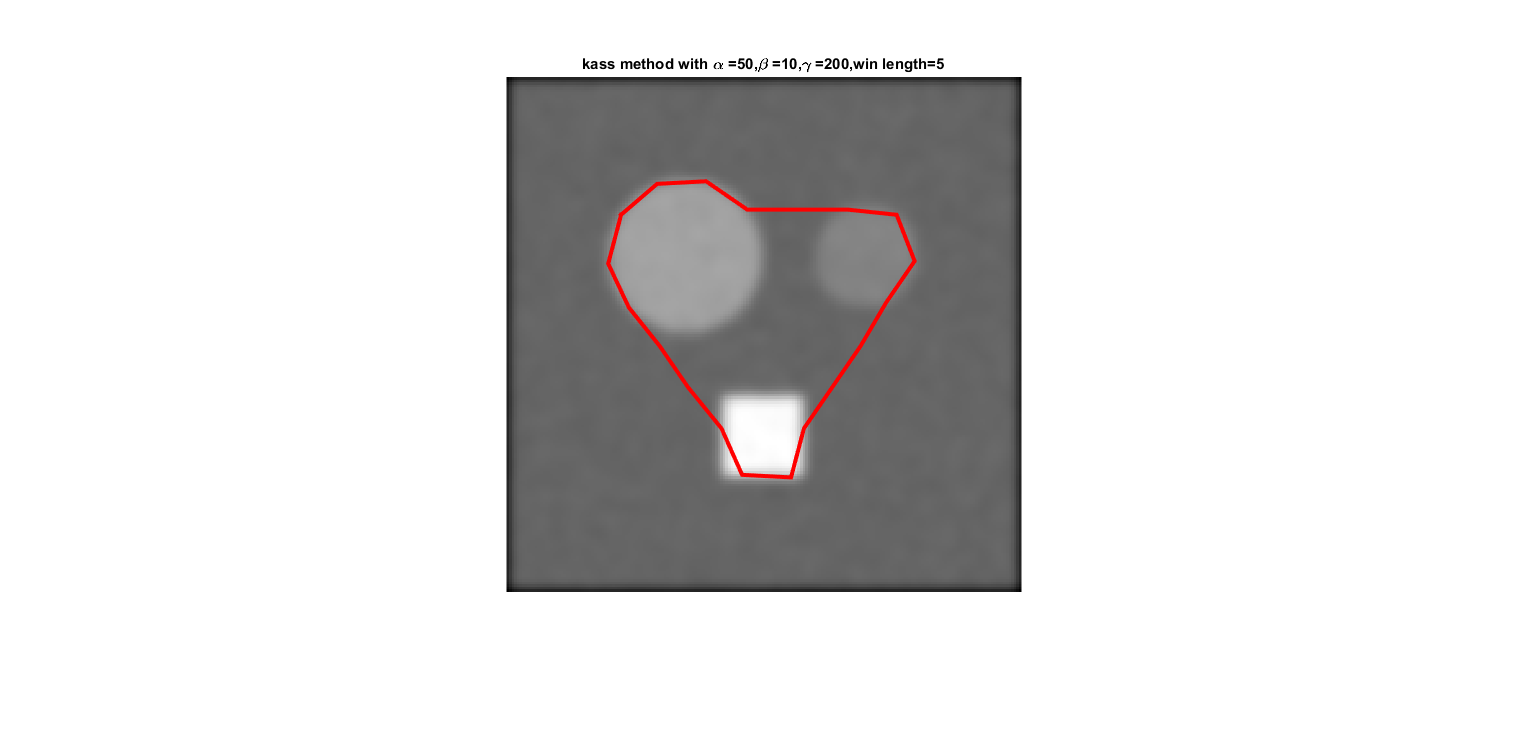 kass method with α =50,β =10,γ =200,win length=5